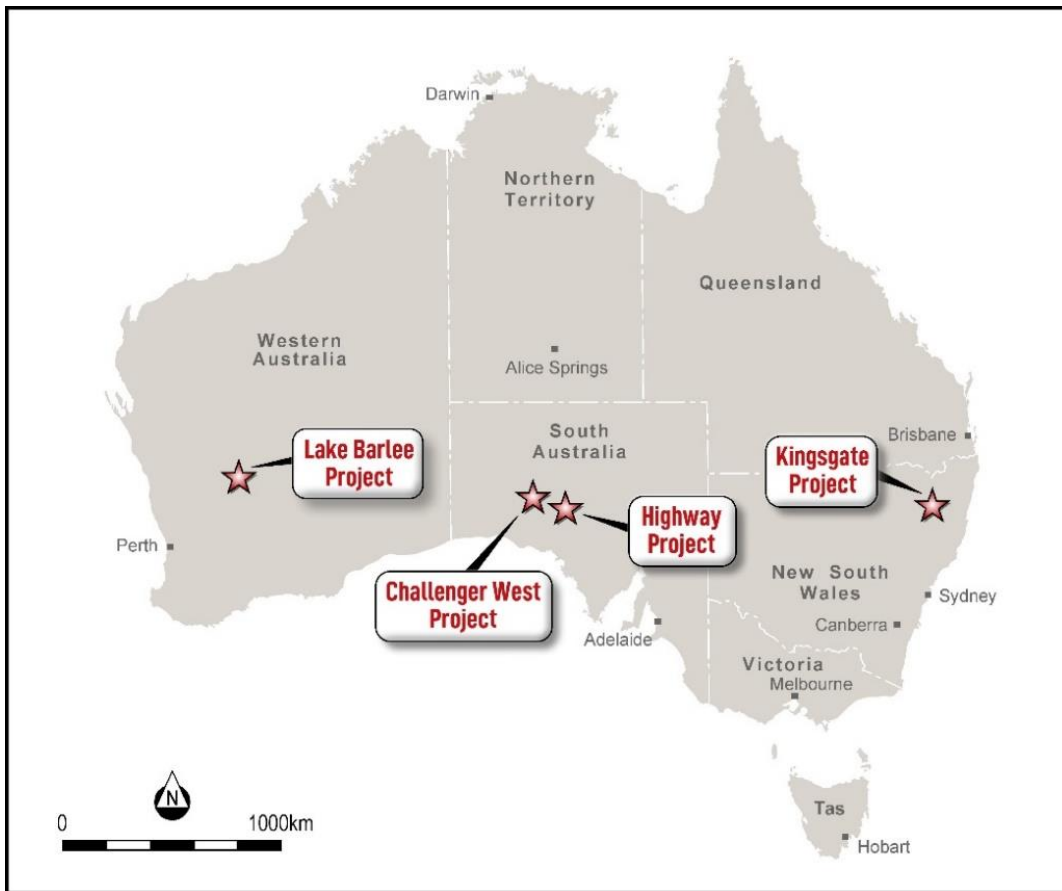 Darwin
Northern
Territory
Queensland
Western
Australia
Alice Springs
South
Australia
Brisbane
Lake Barlee
Project
Kingsgate
Project
Highway
Project
Perth
Challenger West
Project
New South
Wales
Sydney
Canberra
Adelaide
Victoria
Melbourne
N
0
1000km
Tas
Hobart